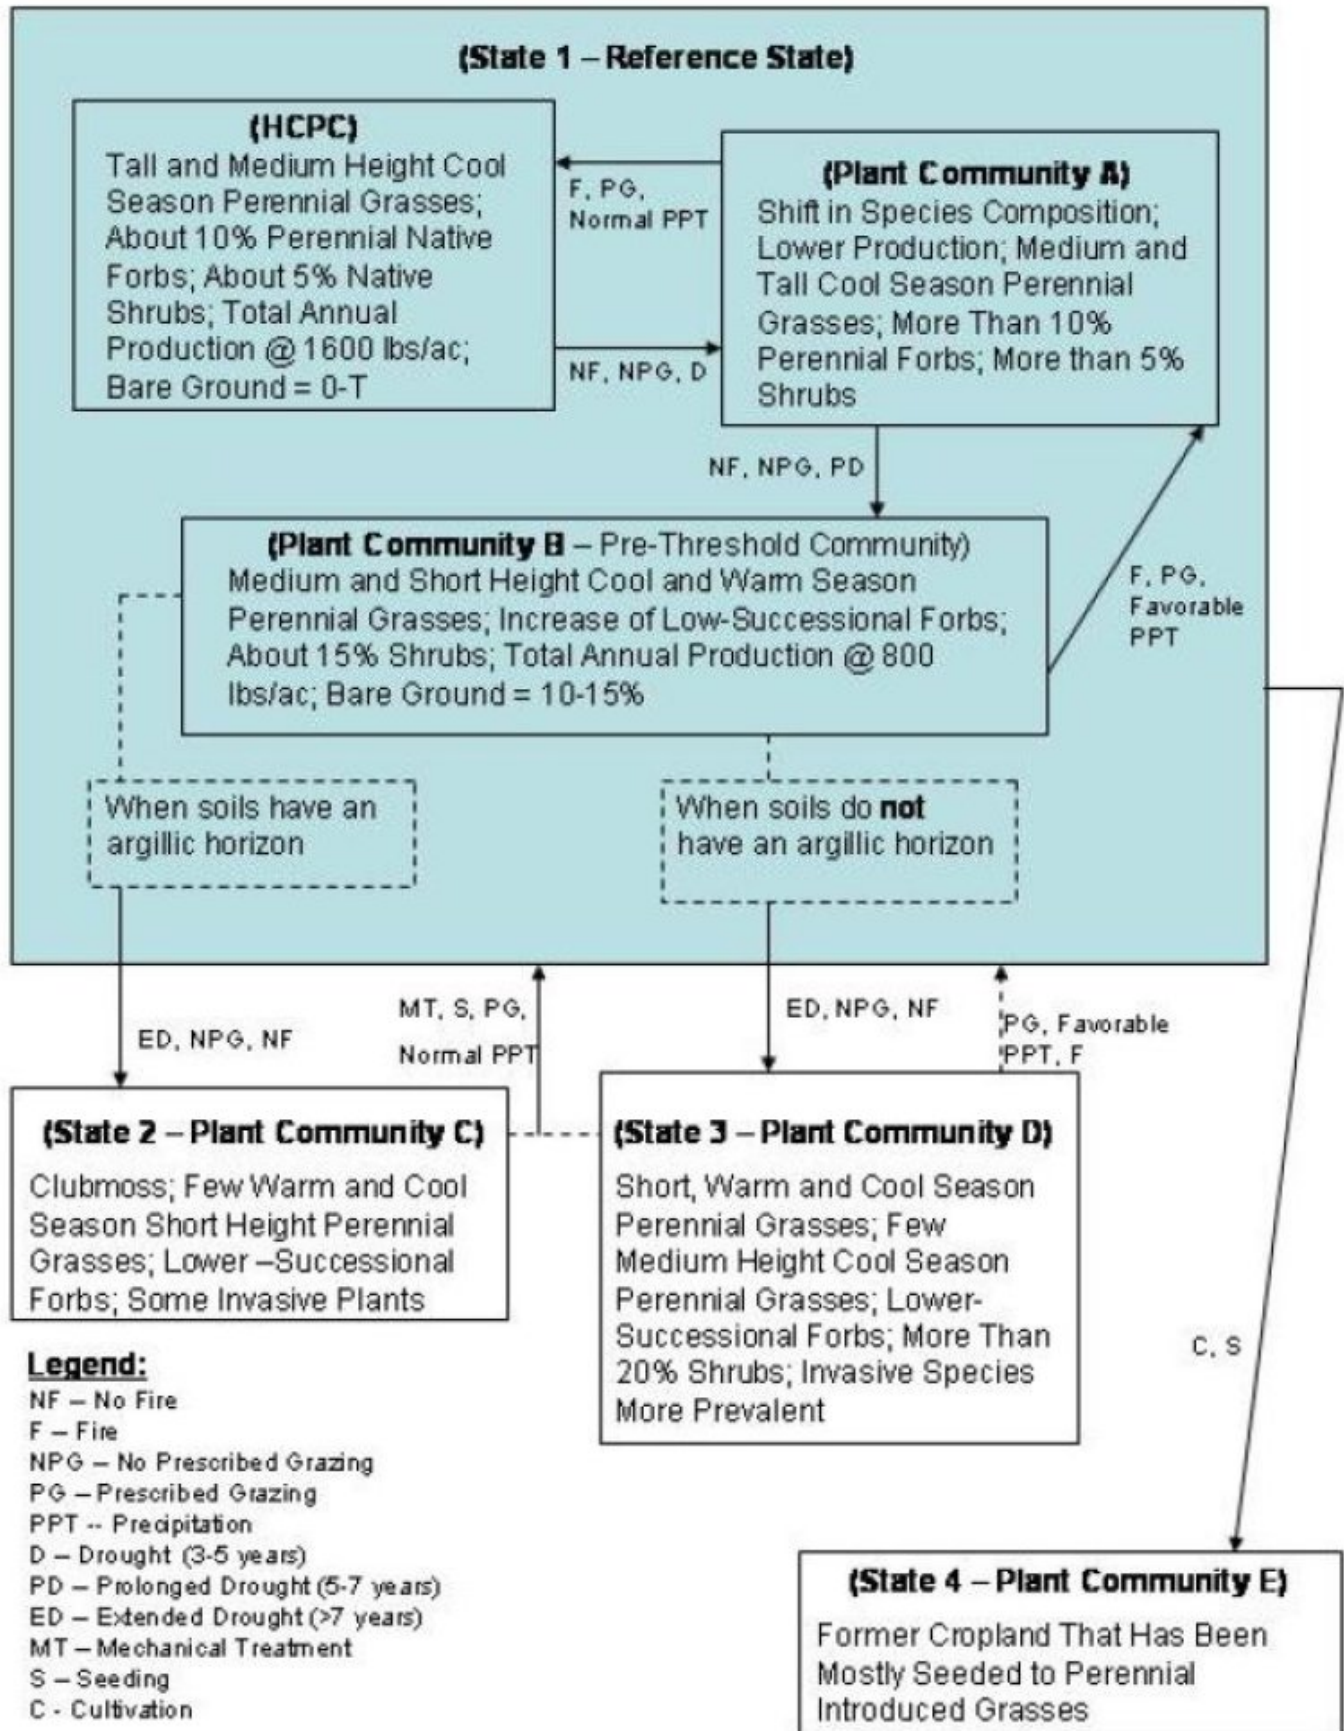 (State 1 – Reference State)
(HCPC)
Tall and Medium Height Cool
Season Perennial Grasses;
About 10% Perennial Native
Forbs; About 5% Native
Shrubs; Total Annual
Production @ 1600 lbs/ac;
Bare Ground = 0-T
F, PG,
Normal PPT
NF, NPG, D
(Plant Community A)
Shift in Species Composition;
Lower Production; Medium and
Tall Cool Season Perennial
Grasses; More Than 10%
Perennial Forbs; More than 5%
Shrubs
NF, NPG, PD
(Plant Community B – Pre-Threshold Community)
Medium and Short Height Cool and Warm Season
Perennial Grasses; Increase of Low-Successional Forbs;
About 15% Shrubs; Total Annual Production @ 800
lbs/ac; Bare Ground = 10-15%
F, PG,
Favorable
PPT
When soils have an
argillic horizon
When soils do not
have an argillic horizon
ED, NPG, NF
MT, S, PG,
Normal PPT
ED, NPG, NF
PG, Favorable
PPT, F
(State 2 – Plant Community C)
Clubmoss; Few Warm and Cool
Season Short Height Perennial
Grasses; Lower –Successional
Forbs; Some Invasive Plants
(State 3 – Plant Community D)
Short, Warm and Cool Season
Perennial Grasses; Few
Medium Height Cool Season
Perennial Grasses; Lower-
Successional Forbs; More Than
20% Shrubs; Invasive Species
More Prevalent
C, S
Legend:
NF – No Fire
F – Fire
NPG – No Prescribed Grazing
PG – Prescribed Grazing
PPT -- Precipitation
D – Drought (3-5 years)
PD – Prolonged Drought (5-7 years)
ED – Extended Drought (>7 years)
MT – Mechanical Treatment
S – Seeding
C - Cultivation
(State 4 – Plant Community E)
Former Cropland That Has Been
Mostly Seeded to Perennial
Introduced Grasses